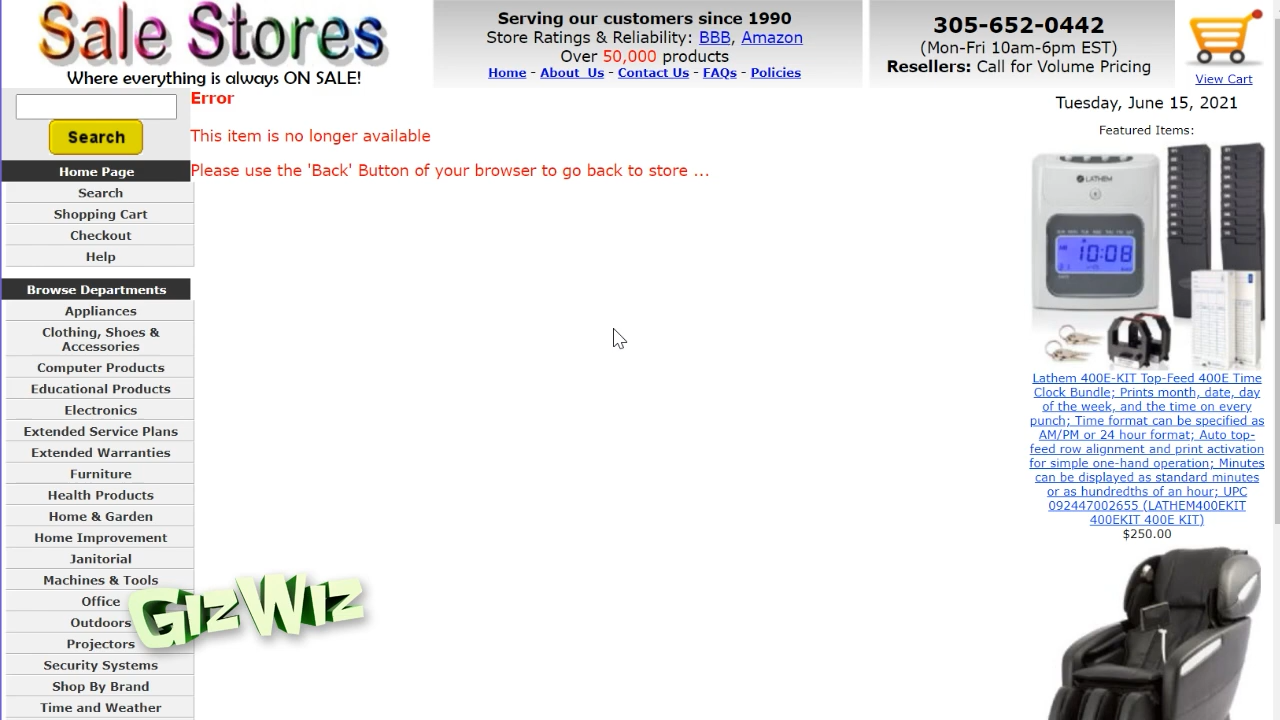 Sale Stores
Where everything is always ON SALE!
Serving our customers since 1990
Store Ratings & Reliability: BBB, Amazon
Over 50,000 products
Home - About Us - Contact Us - FAQs - Policies
305-652-0442
(Mon-Fri 10am-6pm EST)
Resellers: Call for Volume Pricing
View Cart
Search
Home Page
Search
Shopping Cart
Checkout
Help
Browse Departments
Appliances
Clothing, Shoes &
Accessories
Computer Products
Educational Products
Electronics
Extended Service Plans
Extended Warranties
Furniture
Health Products
Home & Garden
Home Improvement
Janitorial
Machines & Tools
Office
Outdoors
Projectors
Security Systems
Shop By Brand
Time and Weather
GizWiz
Error
This item is no longer available
Please use the 'Back' Button of your browser to go back to store ...
Tuesday, June 15, 2021
Featured Items:
LATHEM
10:08
Lathem 400E-KIT Top-Feed 400E Time
Clock Bundle; Prints month, date, day
of the week, and the time on every
punch; Time format can be specified as
AM/PM or 24 hour format; Auto top-
feed row alignment and print activation
for simple one-hand operation; Minutes
can be displayed as standard minutes
or as hundredths of an hour; UPC
092447002655 (LATHEM400EKIT
400EKIT 400E KIT)
$250.00